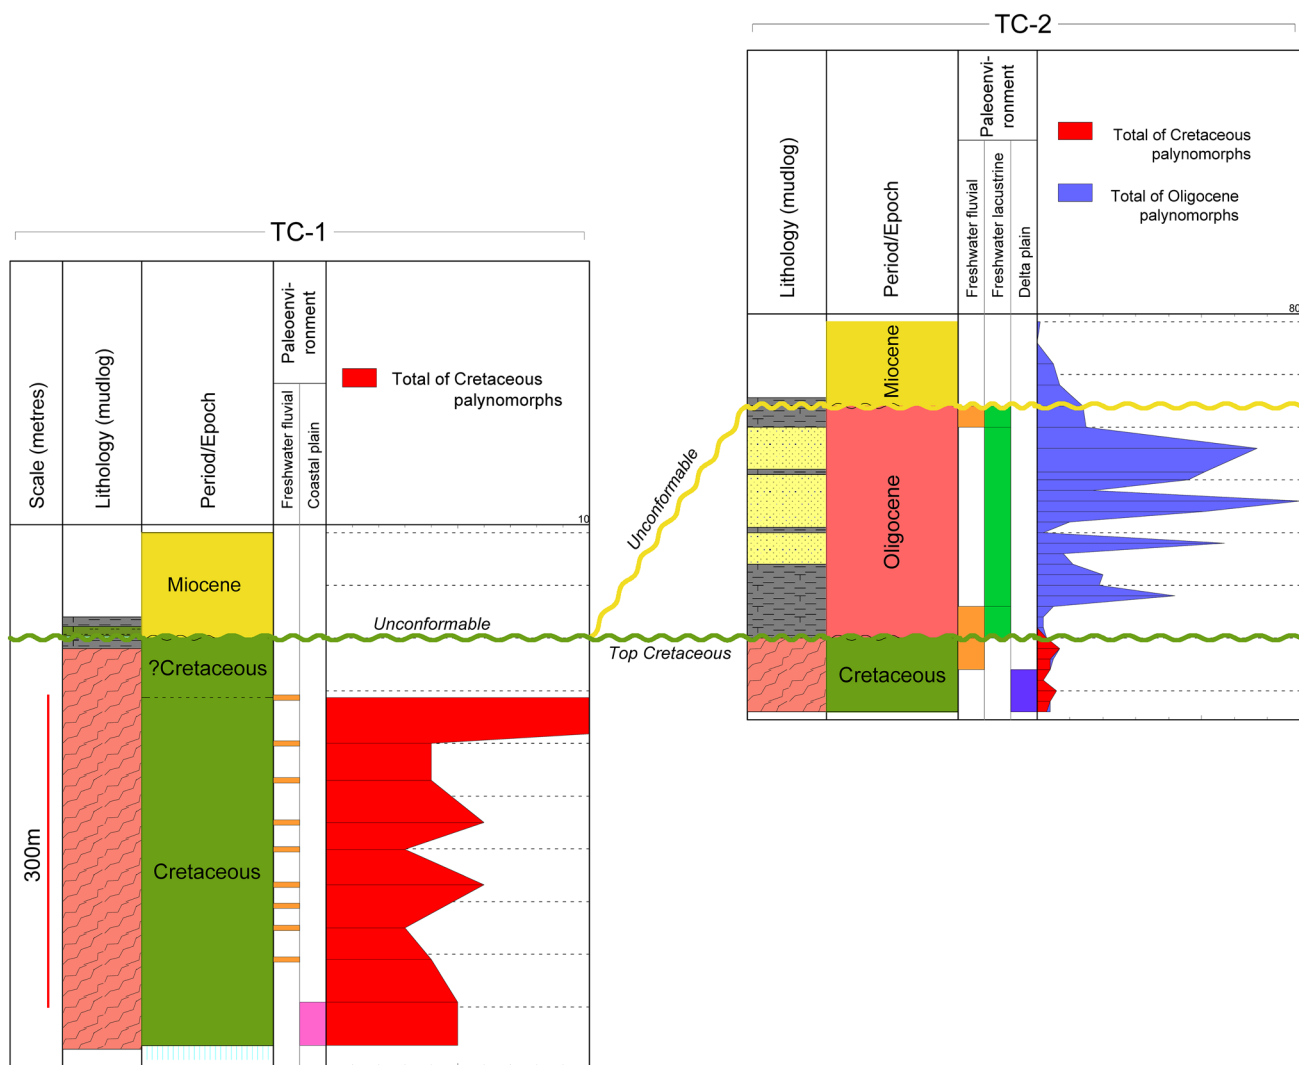 TC-2
Lithology (mudlog)
Period/Epoch
Paleoenvi-
ronment
Freshwater fluvial
Freshwater lacustrine
Delta plain
Total of Cretaceous
palynomorphs
Total of Oligocene
palynomorphs
80
Miocene
Oligocene
Cretaceous
TC-1
Scale (metres)
Lithology (mudlog)
Period/Epoch
Paleoenvi-
ronment
Freshwater fluvial
Coastal plain
Total of Cretaceous
palynomorphs
10
Miocene
?Cretaceous
Cretaceous
300m
Unconformable
Unconformable
Top Cretaceous